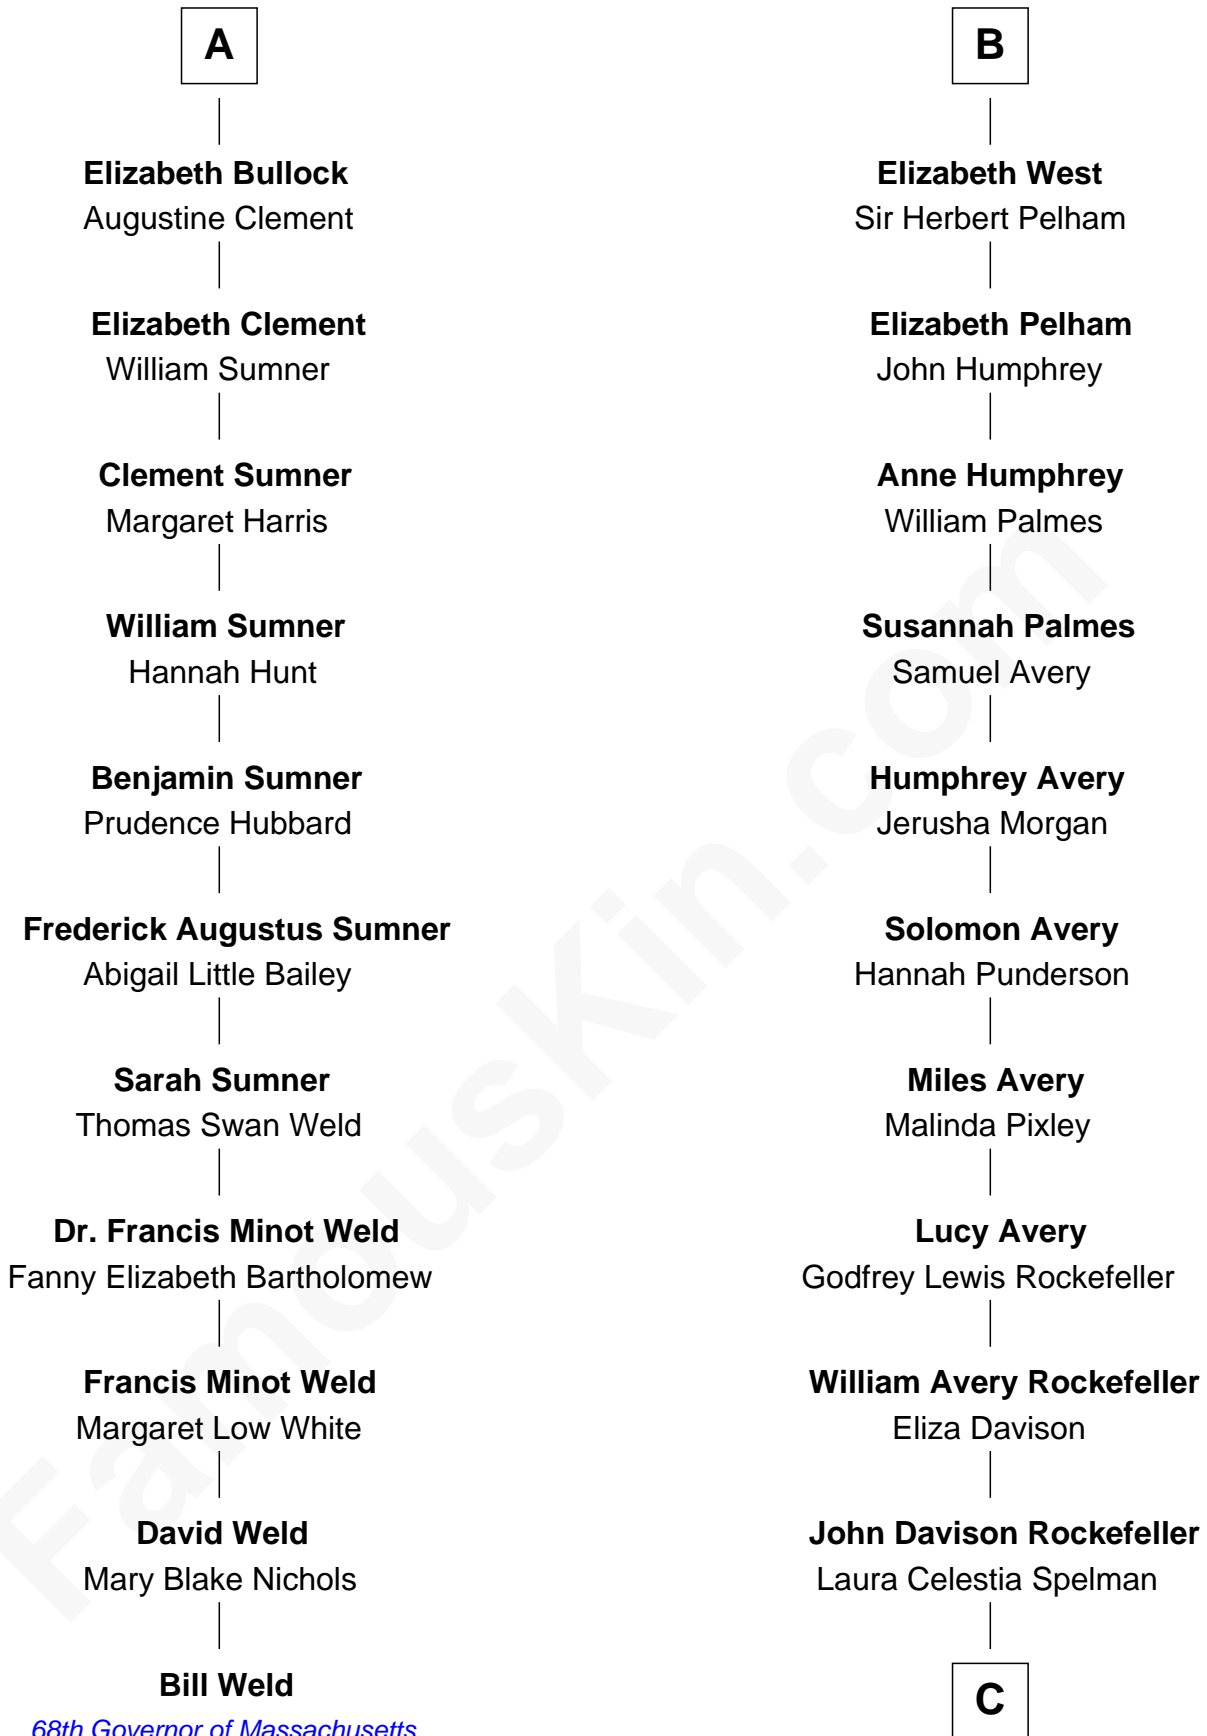 A
Elizabeth Bullock
Augustine Clement
Elizabeth Clement
William Sumner
Clement Sumner
Margaret Harris
William Sumner
Hannah Hunt
Benjamin Sumner
Prudence Hubbard
Frederick Augustus Sumner
Abigail Little Bailey
Sarah Sumner
Thomas Swan Weld
Dr. Francis Minot Weld
Fanny Elizabeth Bartholomew
Francis Minot Weld
Margaret Low White
David Weld
Mary Blake Nichols
Bill Weld
68th Governor of Massachusetts
B
Elizabeth West
Sir Herbert Pelham
Elizabeth Pelham
John Humphrey
Anne Humphrey
William Palmes
Susannah Palmes
Samuel Avery
Humphrey Avery
Jerusha Morgan
Solomon Avery
Hannah Punderson
Miles Avery
Malinda Pixley
Lucy Avery
Godfrey Lewis Rockefeller
William Avery Rockefeller
Eliza Davison
John Davison Rockefeller
Laura Celestia Spelman
C
FamousKin.com